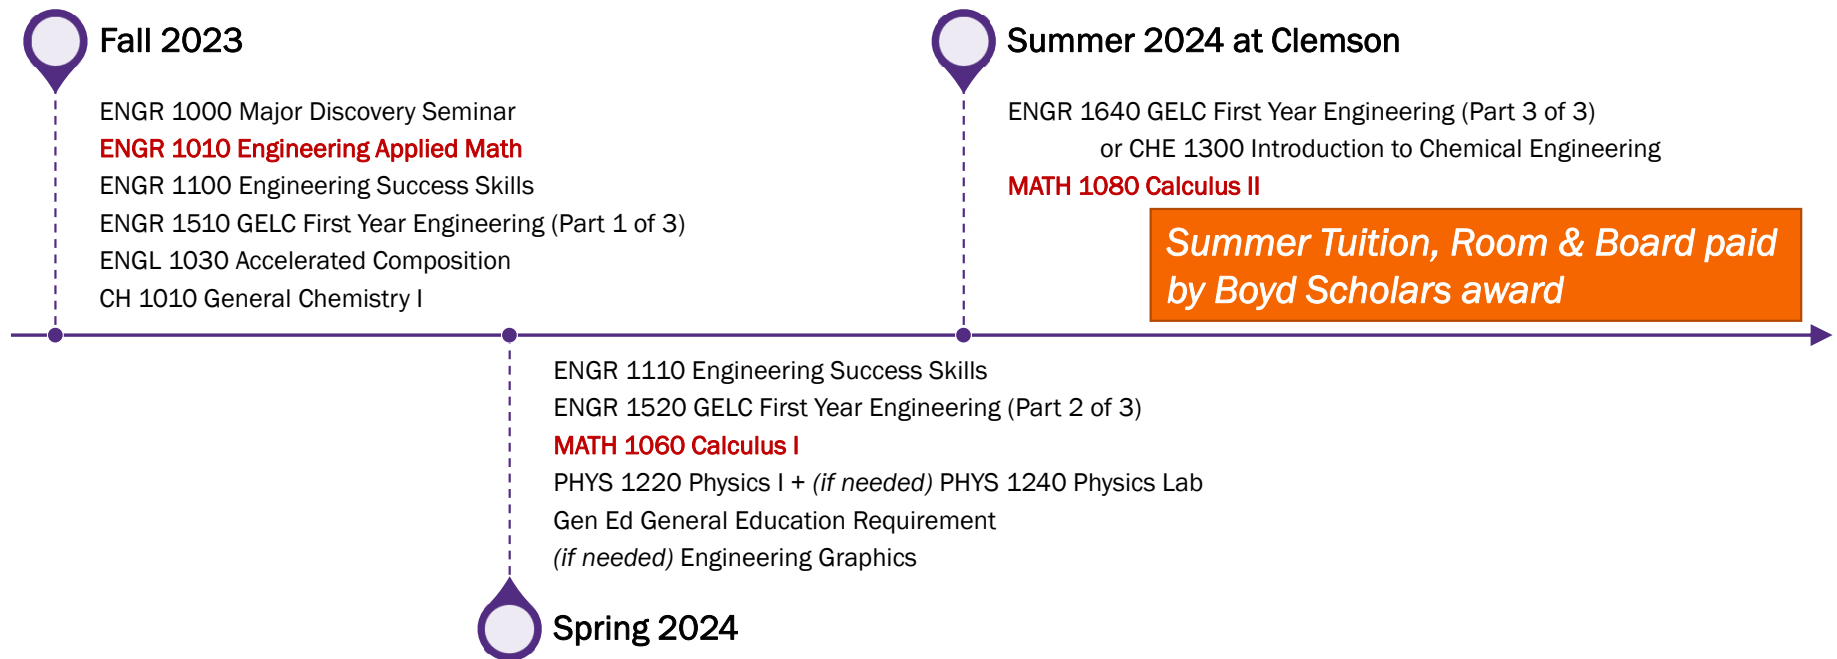 Fall 2023
ENGR 1000 Major Discovery Seminar
ENGR 1010 Engineering Applied Math
ENGR 1100 Engineering Success Skills
ENGR 1510 GELC First Year Engineering (Part 1 of 3)
ENGL 1030 Accelerated Composition
CH 1010 General Chemistry I
Summer 2024 at Clemson
ENGR 1640 GELC First Year Engineering (Part 3 of 3)
or CHE 1300 Introduction to Chemical Engineering
MATH 1080 Calculus II
Summer Tuition, Room & Board paid
by Boyd Scholars award
ENGR 1110 Engineering Success Skills
ENGR 1520 GELC First Year Engineering (Part 2 of 3)
MATH 1060 Calculus I
PHYS 1220 Physics I + (if needed) PHYS 1240 Physics Lab
Gen Ed General Education Requirement
(if needed) Engineering Graphics
Spring 2024